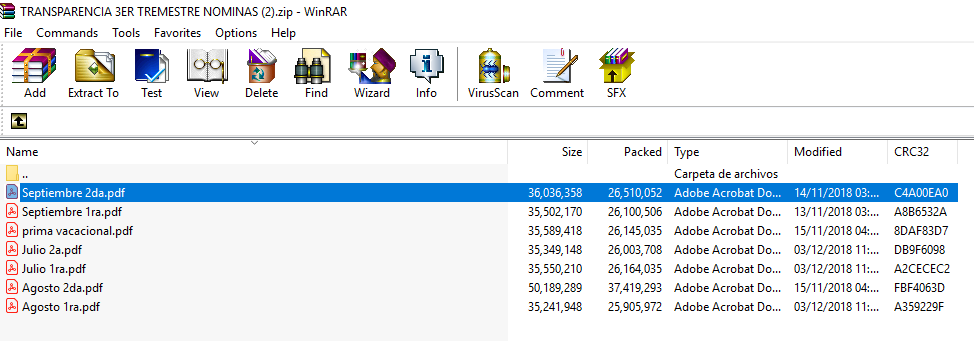 TRANSPARENCIA 3ER TREMESTRE NOMINAS (2).zip - WinRAR
File Commands Tools Favorites Options Help
Add Extract To Test View Delete Find Wizard Info VirusScan Comment SFX
Name Size Packed Type Modified CRC32
.. Carpeta de archivos
Septiembre 2da.pdf 36,036,358 26,510,052 Adobe Acrobat Do... 14/11/2018 03:... C4A00EA0
Septiembre 1ra.pdf 35,502,170 26,100,506 Adobe Acrobat Do... 13/11/2018 03:... A8B6532A
prima vacacional.pdf 35,589,418 26,145,035 Adobe Acrobat Do... 15/11/2018 04:... 8DAF83D7
Julio 2a.pdf 35,349,148 26,003,708 Adobe Acrobat Do... 03/12/2018 11:... DB9F6098
Julio 1ra.pdf 35,550,210 26,164,035 Adobe Acrobat Do... 03/12/2018 11:... A2CECEC2
Agosto 2da.pdf 50,189,289 37,419,293 Adobe Acrobat Do... 15/11/2018 04:... FBF4063D
Agosto 1ra.pdf 35,241,948 25,905,972 Adobe Acrobat Do... 03/12/2018 11:... A359229F